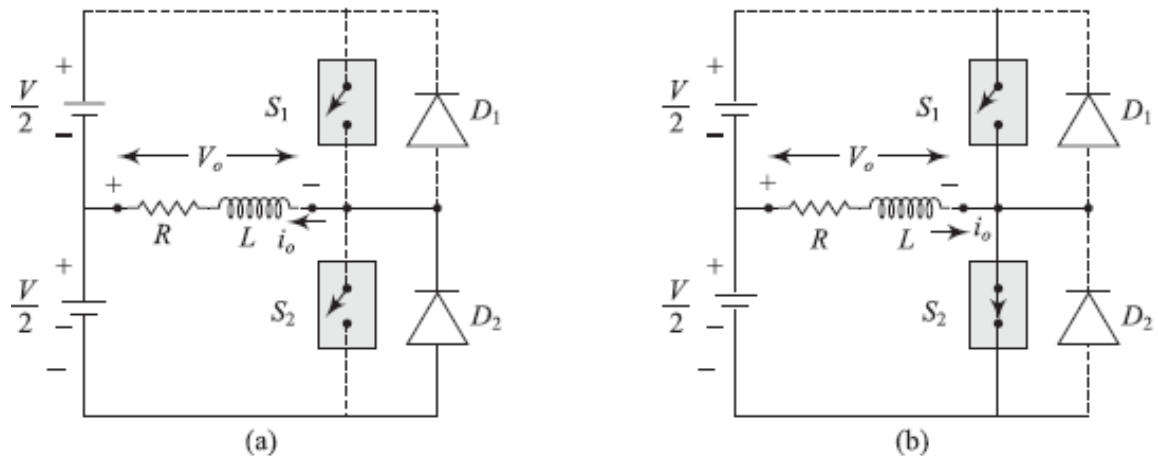 +
V/2
−
S₁
D₁
Vₒ
+
−
R
L
iₒ
+
V/2
−
S₂
D₂
−
(a)
+
V/2
−
S₁
D₁
Vₒ
+
−
R
L
iₒ
+
V/2
−
S₂
D₂
−
(b)